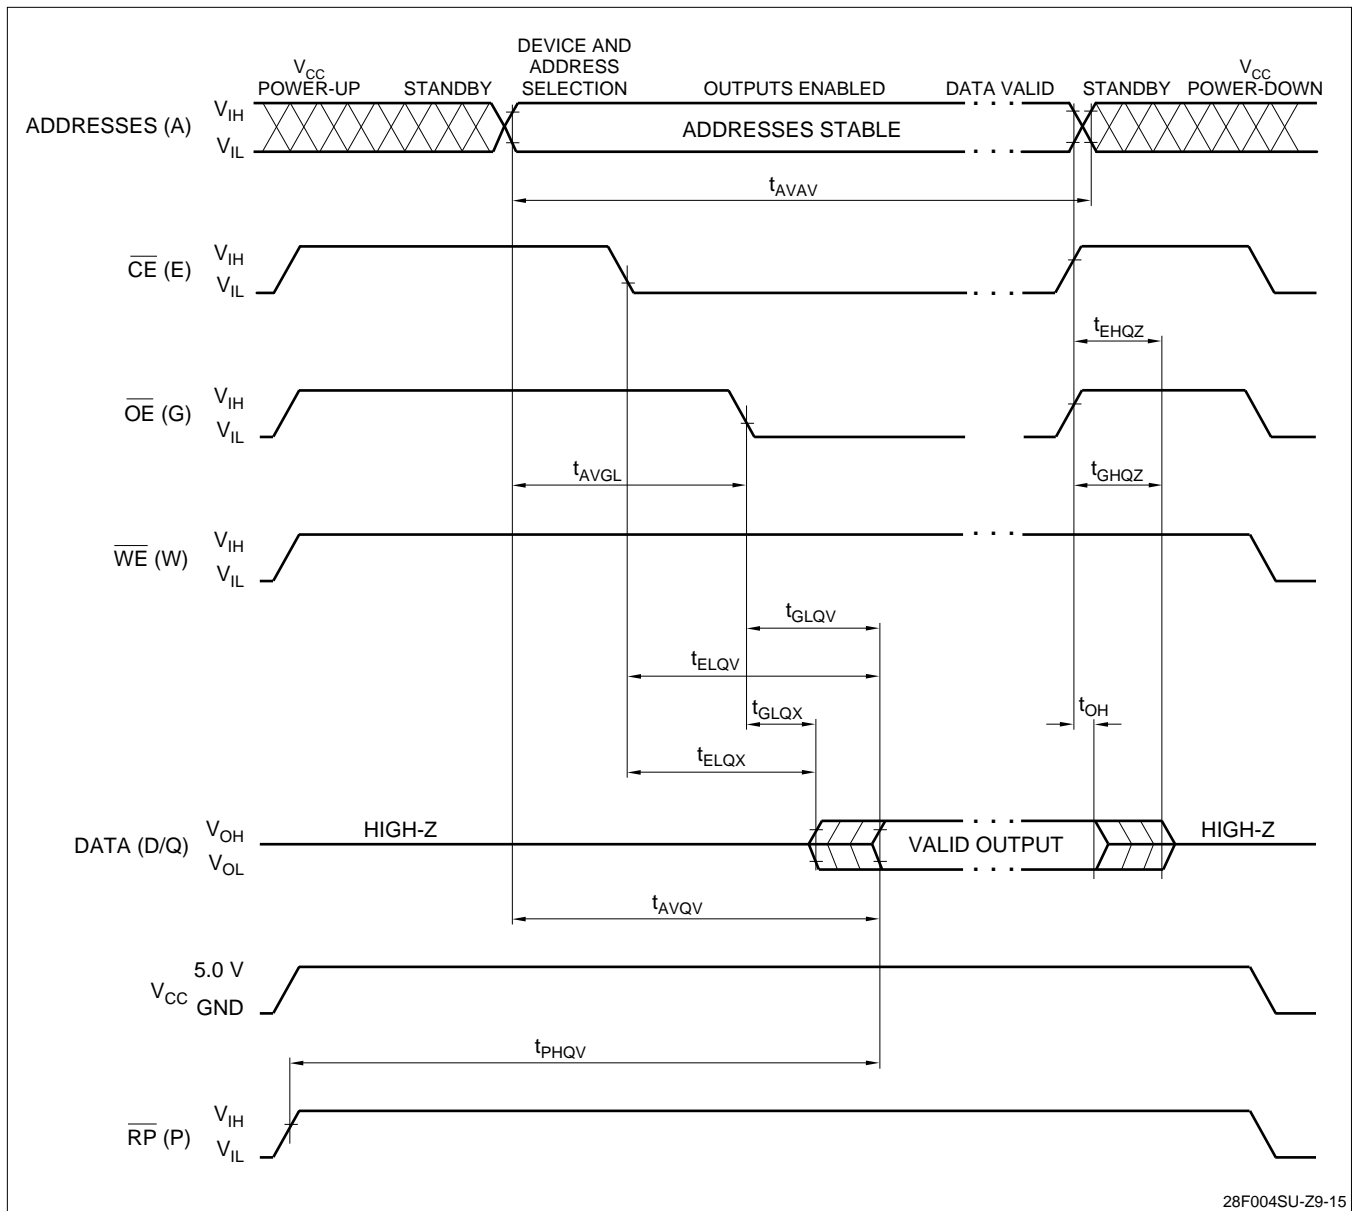 DEVICE AND
ADDRESS
SELECTION
VCC
POWER-UP
STANDBY
OUTPUTS ENABLED
DATA VALID
STANDBY
VCC
POWER-DOWN
ADDRESSES (A)
VIH
VIL
ADDRESSES STABLE
tAVAV
CE (E)
VIH
VIL
tEHQZ
OE (G)
VIH
VIL
tAVGL
tGHQZ
WE (W)
VIH
VIL
tGLQV
tELQV
tGLQX
tOH
tELQX
DATA (D/Q)
VOH
VOL
HIGH-Z
VALID OUTPUT
HIGH-Z
tAVQV
5.0 V
VCC
GND
tPHQV
RP (P)
VIH
VIL
28F004SU-Z9-15